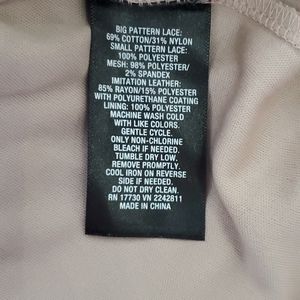 BIG PATTERN LACE:
69% COTTON/31% NYLON
SMALL PATTERN LACE:
100% POLYESTER
MESH: 98% POLYESTER/
2% SPANDEX
IMITATION LEATHER:
85% RAYON/15% POLYESTER
WITH POLYURETHANE COATING
LINING: 100% POLYESTER
MACHINE WASH COLD
WITH LIKE COLORS.
GENTLE CYCLE.
ONLY NON-CHLORINE
BLEACH IF NEEDED.
TUMBLE DRY LOW.
REMOVE PROMPTLY.
COOL IRON ON REVERSE
SIDE IF NEEDED.
DO NOT DRY CLEAN.
RN 17730 VN 2242811
MADE IN CHINA